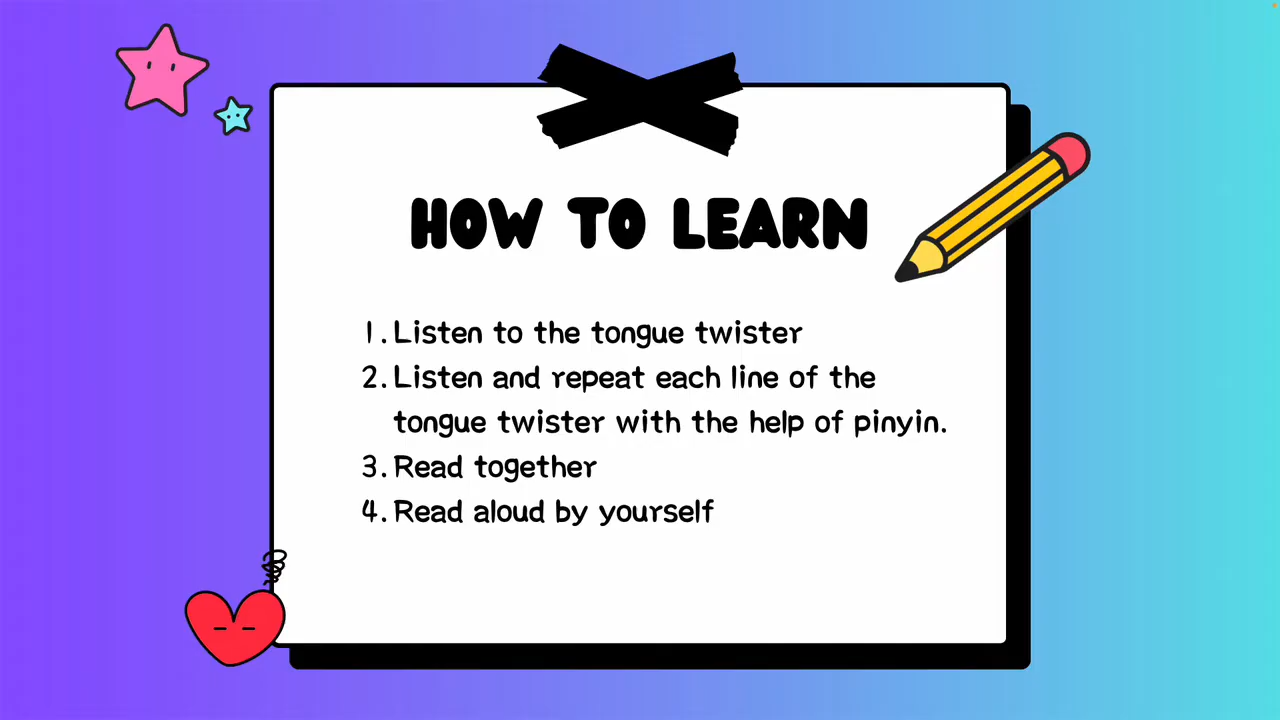 HOW TO LEARN
1. Listen to the tongue twister
2. Listen and repeat each line of the
tongue twister with the help of pinyin.
3. Read together
4. Read aloud by yourself